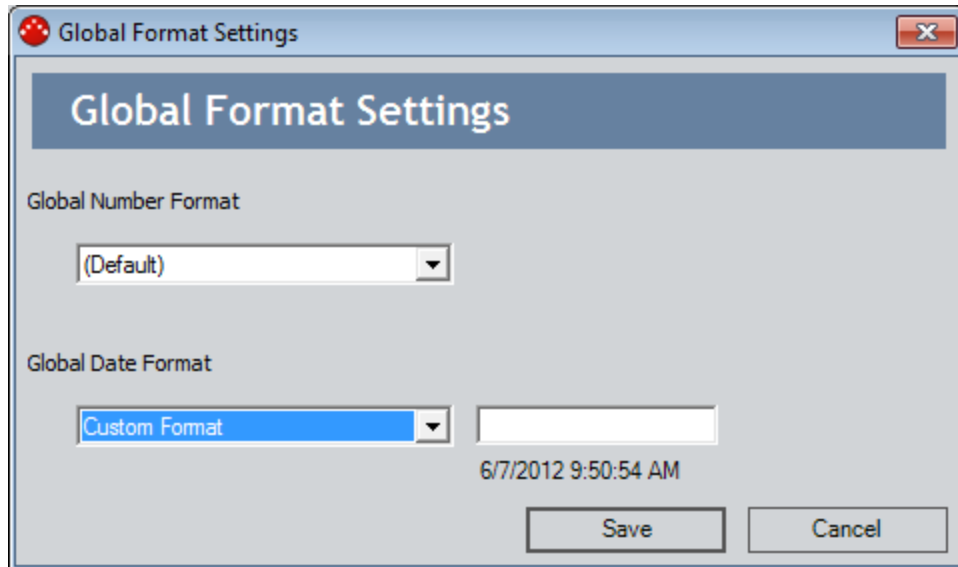 Global Format Settings
Global Format Settings
Global Number Format
(Default)
Global Date Format
Custom Format
6/7/2012 9:50:54 AM
Save Cancel